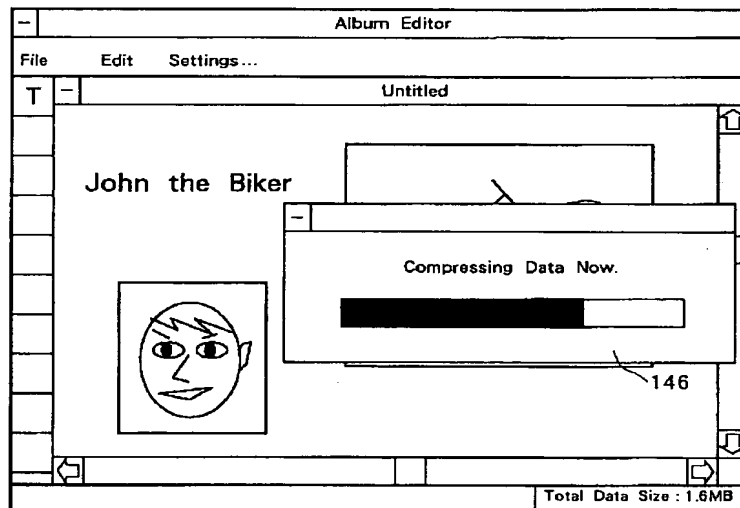 Album Editor
File Edit Settings...
T
Untitled
John the Biker
Compressing Data Now.
146
Total Data Size : 1.6MB